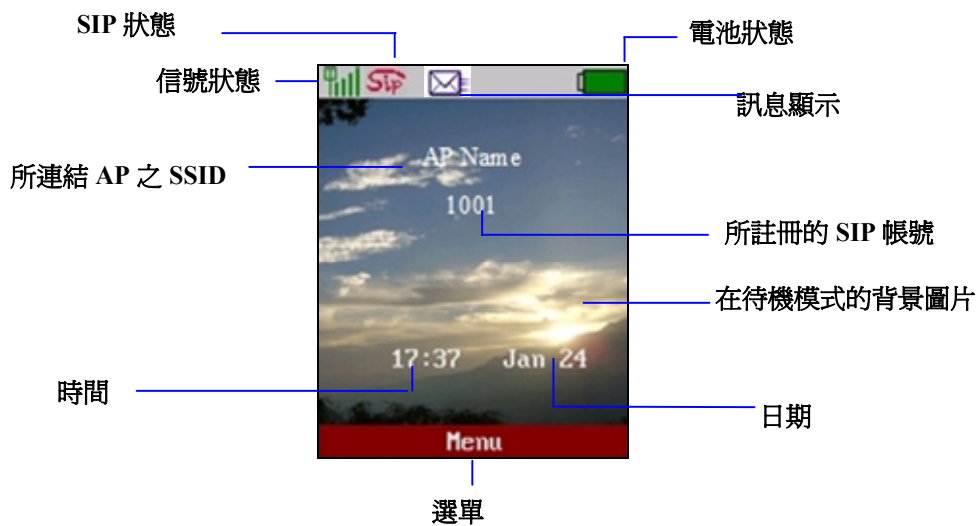 SIP 狀態
電池狀態
信號狀態
Sip
訊息顯示
AP Name
所連結 AP 之 SSID
1001
所註冊的 SIP 帳號
在待機模式的背景圖片
17:37 Jan 24
時間
日期
Menu
選單